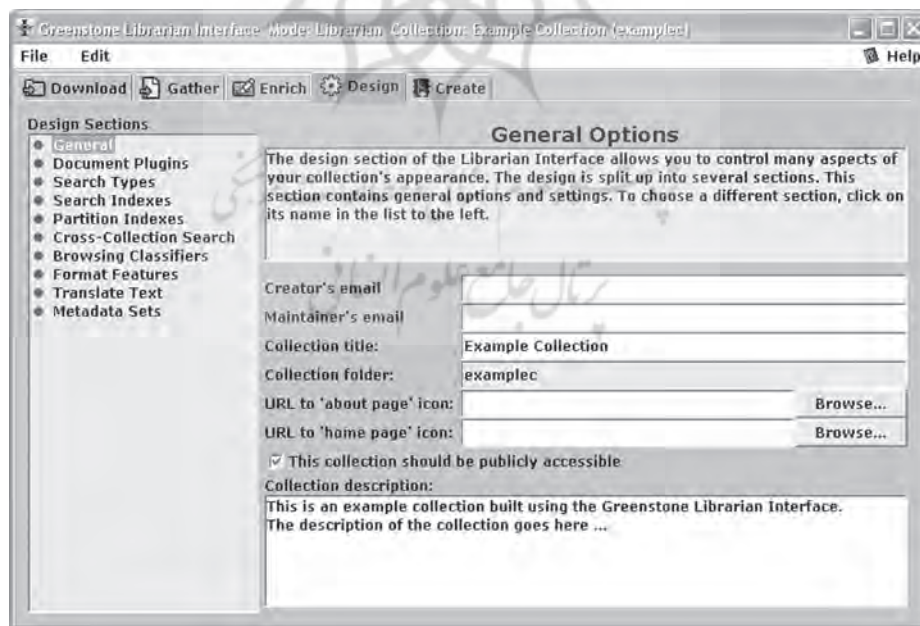 Greenstone Librarian Interface Mode: Librarian Collection: Example Collection (examplec)
File Edit Help
Download Gather Enrich Design Create
Design Sections
General
Document Plugins
Search Types
Search Indexes
Partition Indexes
Cross-Collection Search
Browsing Classifiers
Format Features
Translate Text
Metadata Sets
General Options
The design section of the Librarian Interface allows you to control many aspects of
your collection's appearance. The design is split up into several sections. This
section contains general options and settings. To choose a different section, click on
its name in the list to the left.
Creator's email
Maintainer's email
Collection title: Example Collection
Collection folder: examplec
URL to 'about page' icon: Browse...
URL to 'home page' icon: Browse...
This collection should be publicly accessible
Collection description:
This is an example collection built using the Greenstone Librarian Interface.
The description of the collection goes here ...
پرتال جامع علوم انسانی